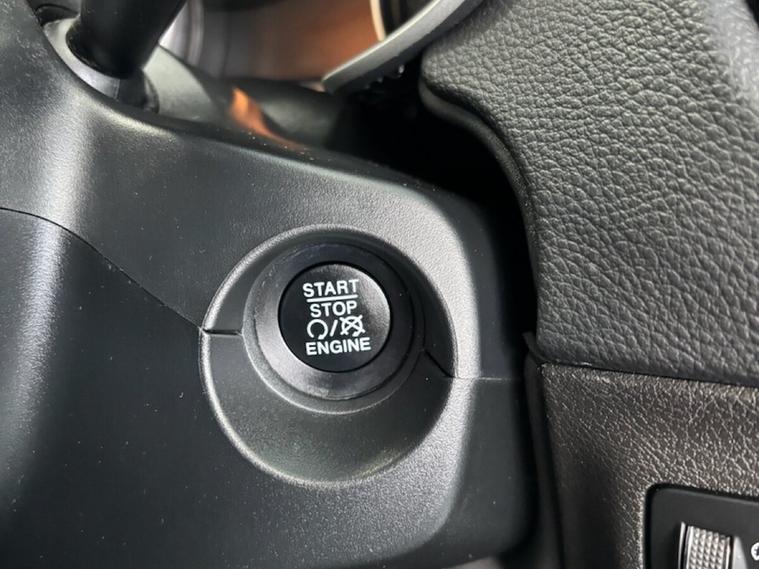 START
STOP
/
ENGINE